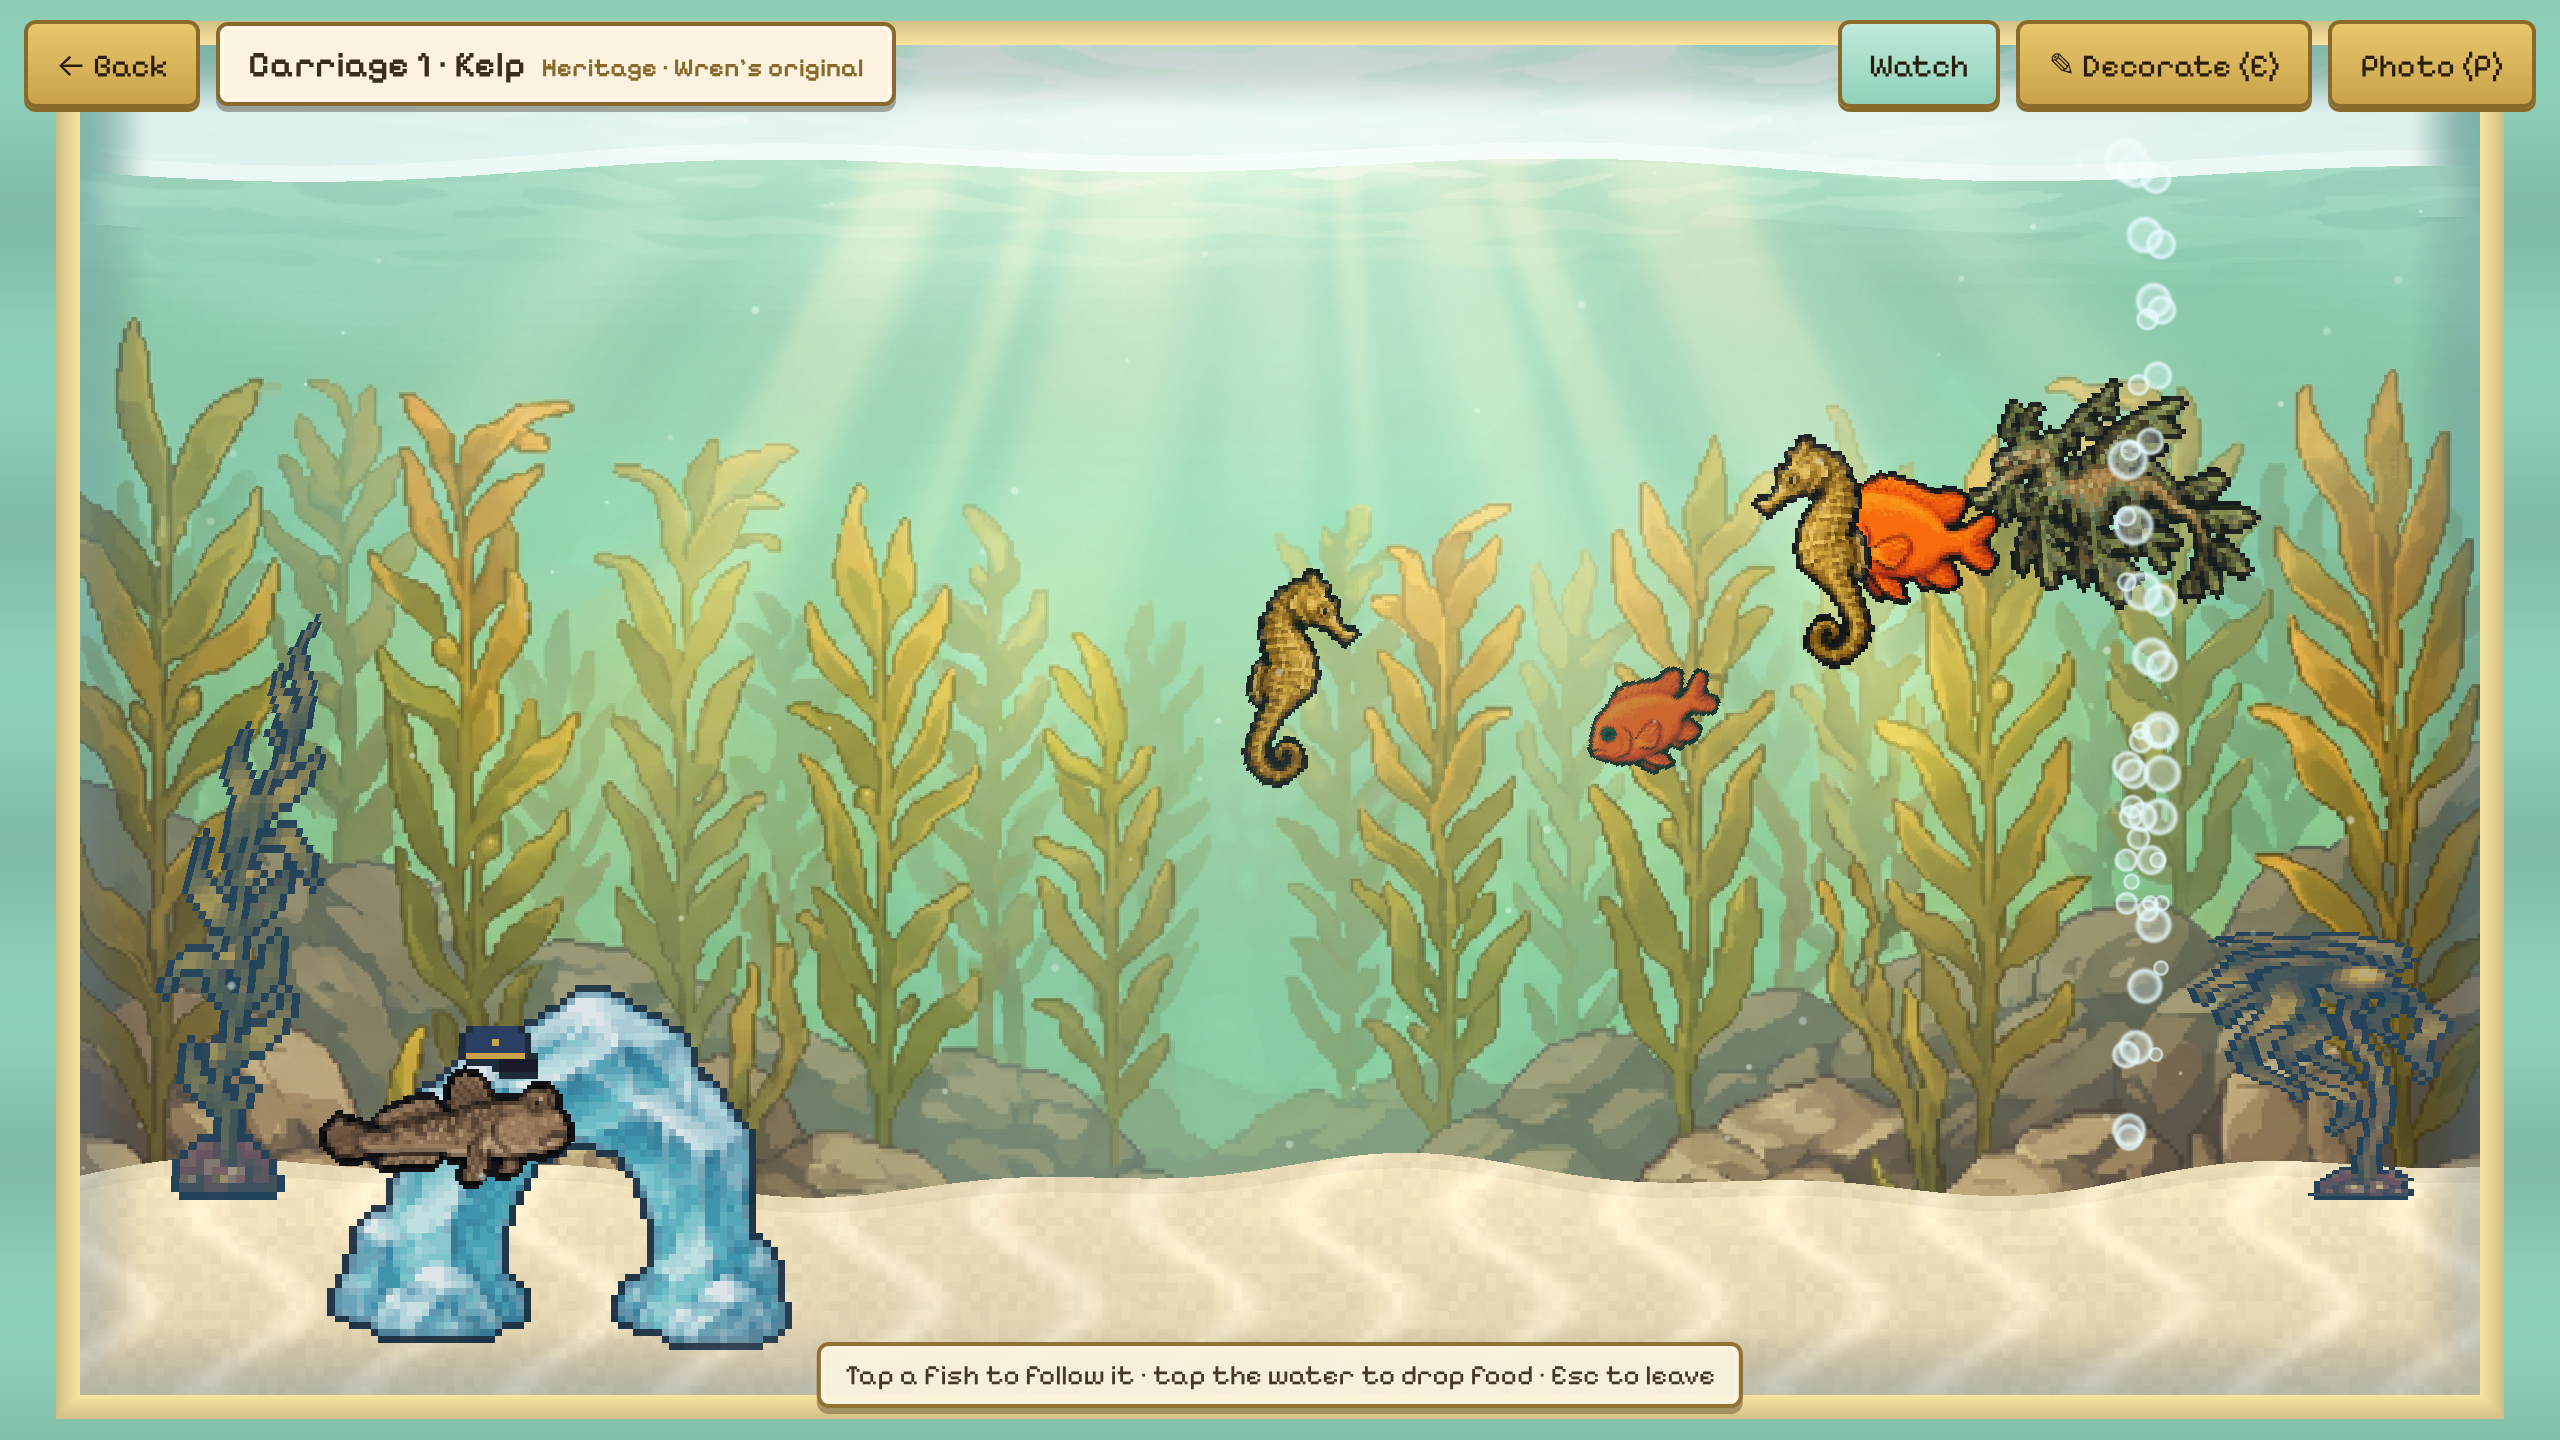 ← Back
Carriage 1 · Kelp Heritage · Wren's original
Watch
✎ Decorate (E)
Photo (P)
Tap a fish to follow it · tap the water to drop food · Esc to leave